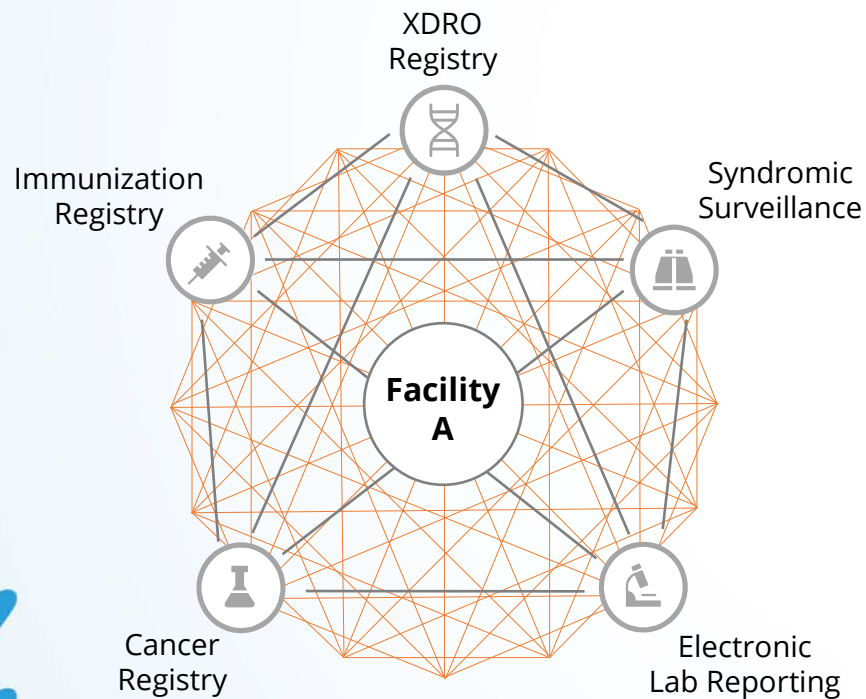 XDRO
Registry
Immunization
Registry
Syndromic
Surveillance
Facility
A
Cancer
Registry
Electronic
Lab Reporting